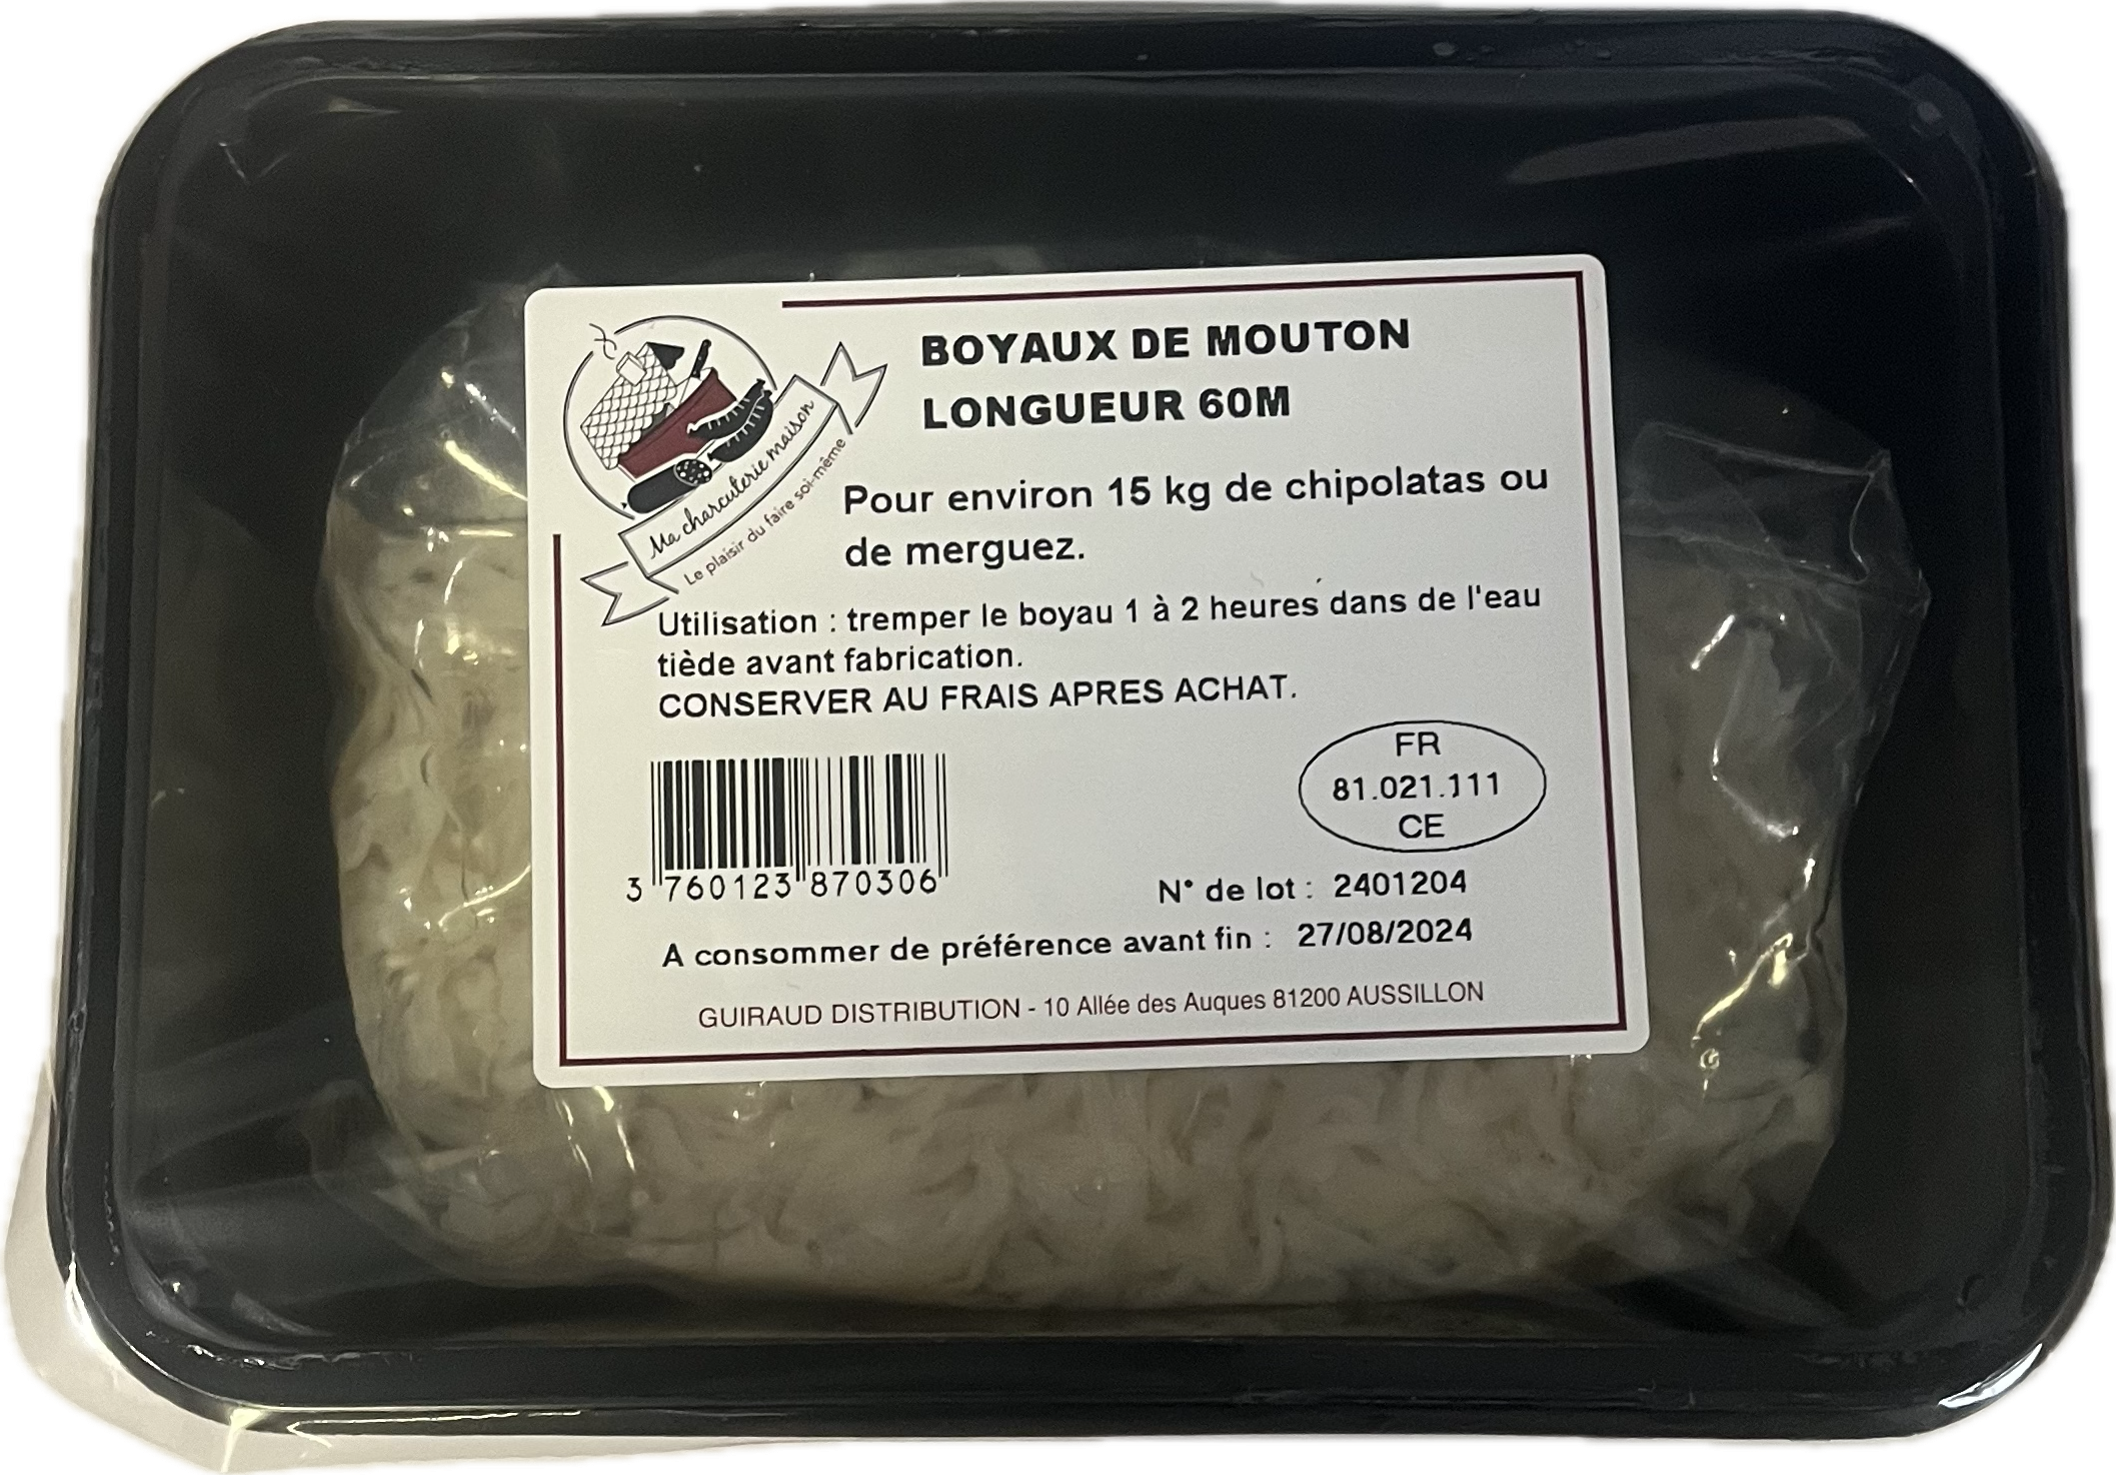 BOYAUX DE MOUTON
LONGUEUR 60M
Ma charcuterie maison
Le plaisir du faire soi-même
Pour environ 15 kg de chipolatas ou
de merguez.
Utilisation : tremper le boyau 1 à 2 heures dans de l'eau
tiède avant fabrication.
CONSERVER AU FRAIS APRES ACHAT.
FR
81.021.111
CE
3 760123 870306
N° de lot : 2401204
A consommer de préférence avant fin : 27/08/2024
GUIRAUD DISTRIBUTION - 10 Allée des Auques 81200 AUSSILLON